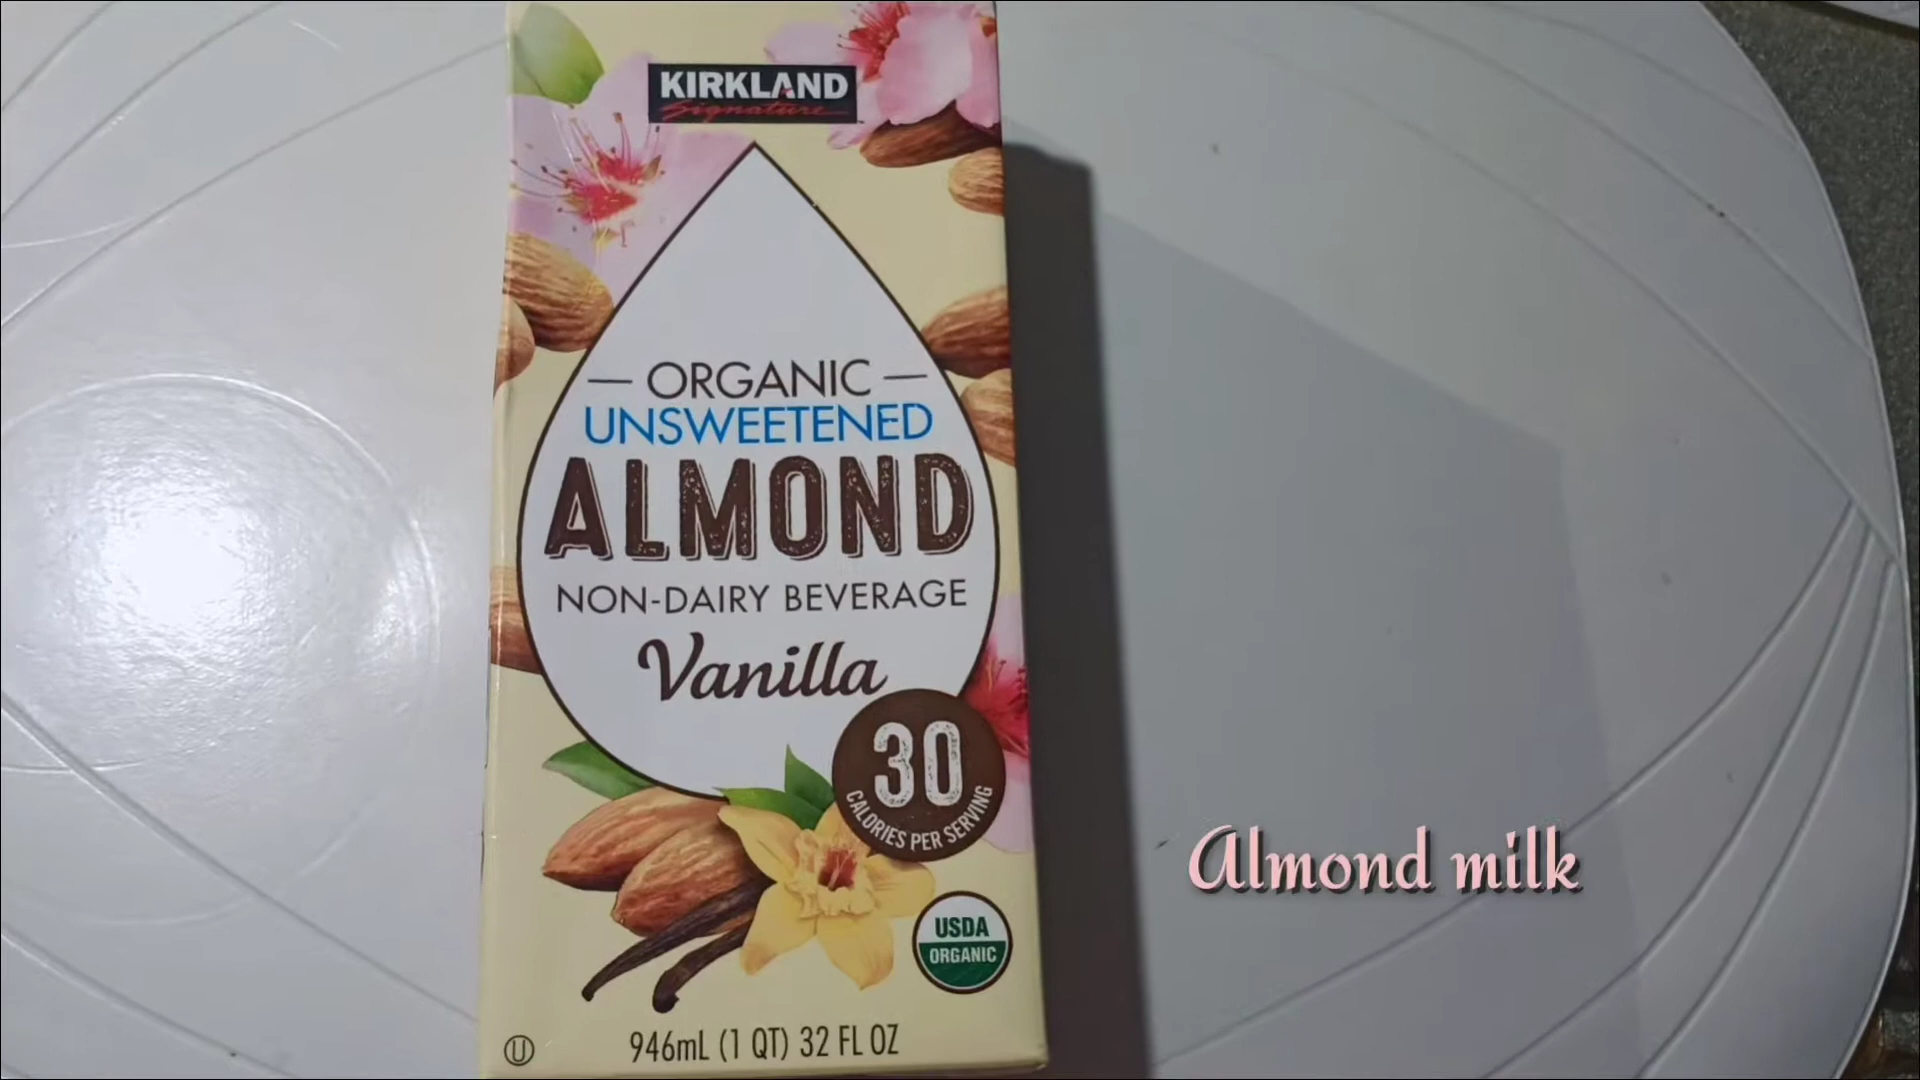 KIRKLAND
Signature
— ORGANIC —
UNSWEETENED
ALMOND
NON-DAIRY BEVERAGE
Vanilla
30
CALORIES PER SERVING
USDA
ORGANIC
U
946mL (1 QT) 32 FL OZ
Almond milk